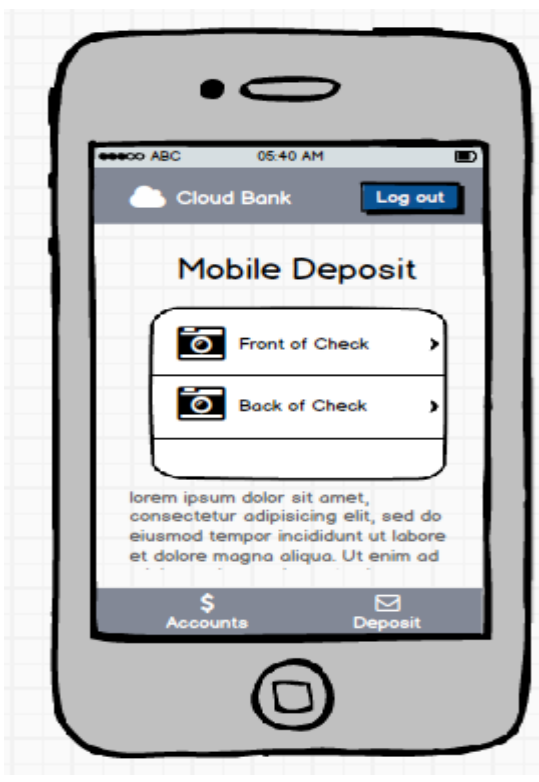 ABC 05:40 AM
Cloud Bank Log out
Mobile Deposit
Front of Check
Back of Check
lorem ipsum dolor sit amet,
consectetur adipisicing elit, sed do
eiusmod tempor incididunt ut labore
et dolore magna aliqua. Ut enim ad
$
Accounts Deposit